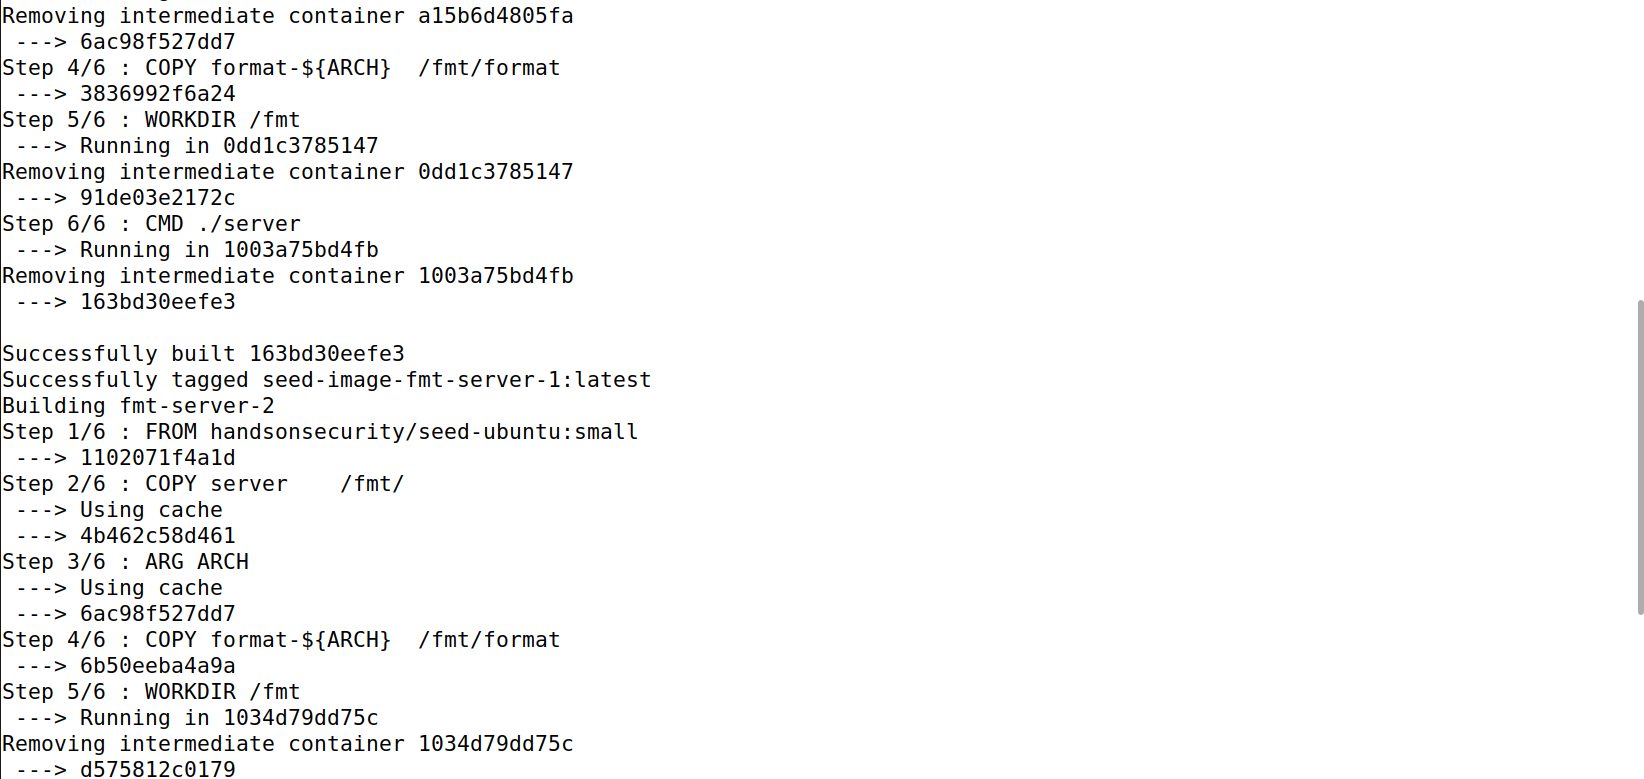 Removing intermediate container a15b6d4805fa
 ---> 6ac98f527dd7
Step 4/6 : COPY format-${ARCH}  /fmt/format
 ---> 3836992f6a24
Step 5/6 : WORKDIR /fmt
 ---> Running in 0dd1c3785147
Removing intermediate container 0dd1c3785147
 ---> 91de03e2172c
Step 6/6 : CMD ./server
 ---> Running in 1003a75bd4fb
Removing intermediate container 1003a75bd4fb
 ---> 163bd30eefe3

Successfully built 163bd30eefe3
Successfully tagged seed-image-fmt-server-1:latest
Building fmt-server-2
Step 1/6 : FROM handsonsecurity/seed-ubuntu:small
 ---> 1102071f4a1d
Step 2/6 : COPY server    /fmt/
 ---> Using cache
 ---> 4b462c58d461
Step 3/6 : ARG ARCH
 ---> Using cache
 ---> 6ac98f527dd7
Step 4/6 : COPY format-${ARCH}  /fmt/format
 ---> 6b50eeba4a9a
Step 5/6 : WORKDIR /fmt
 ---> Running in 1034d79dd75c
Removing intermediate container 1034d79dd75c
 ---> d575812c0179